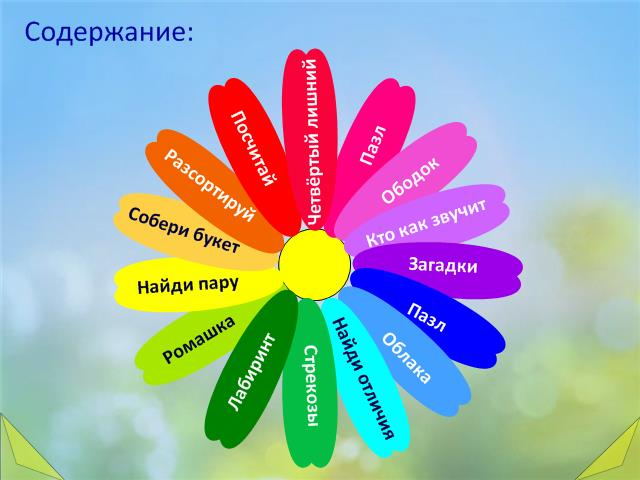 Содержание:
Четвёртый лишний
Пазл
Ободок
Кто как звучит
Загадки
Пазл
Облака
Найди отличия
Стрекозы
Лабиринт
Ромашка
Найди пару
Собери букет
Разсортируй
Посчитай